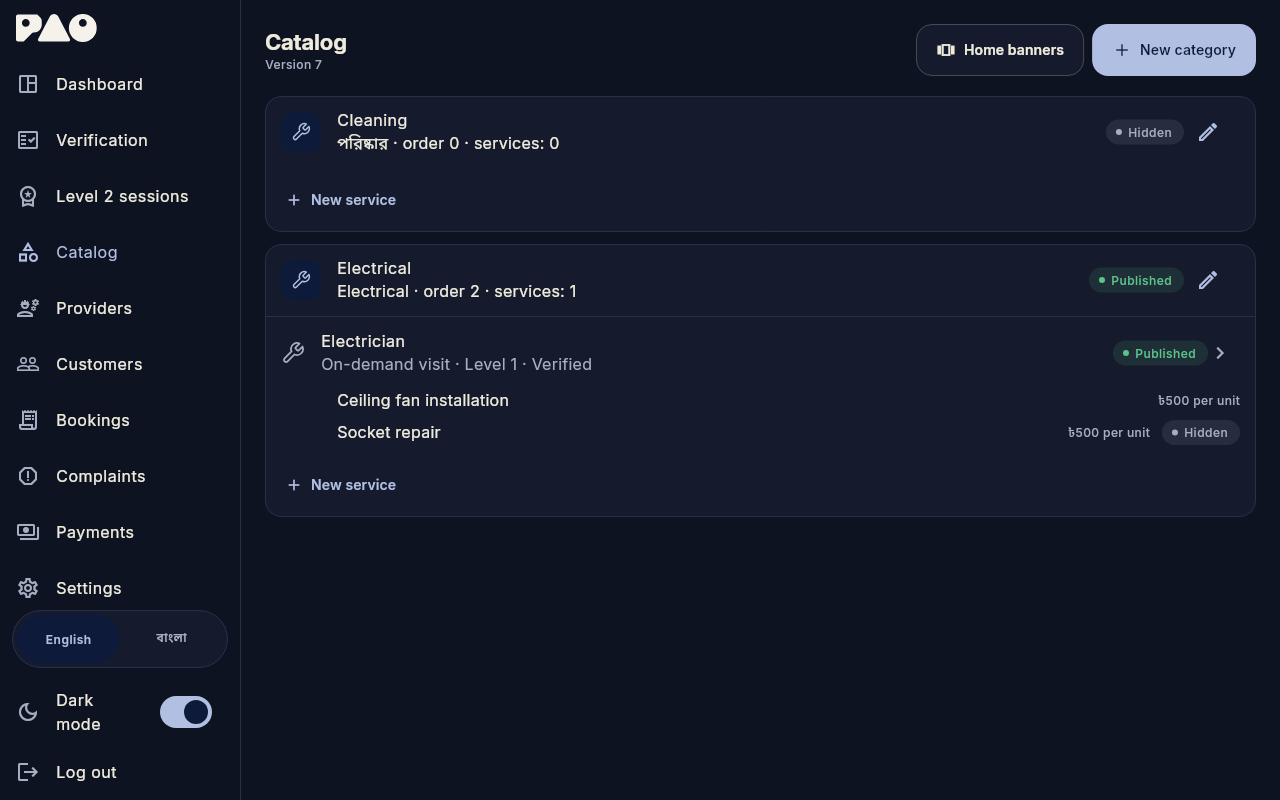 PAO
Dashboard
Verification
Level 2 sessions
Catalog
Providers
Customers
Bookings
Complaints
Payments
Settings
English
বাংলা
Dark mode
Log out
Catalog
Version 7
Home banners
New category
Cleaning
পরিষ্কার · order 0 · services: 0
Hidden
New service
Electrical
Electrical · order 2 · services: 1
Published
Electrician
On-demand visit · Level 1 · Verified
Published
Ceiling fan installation
৳500 per unit
Socket repair
৳500 per unit
Hidden
New service